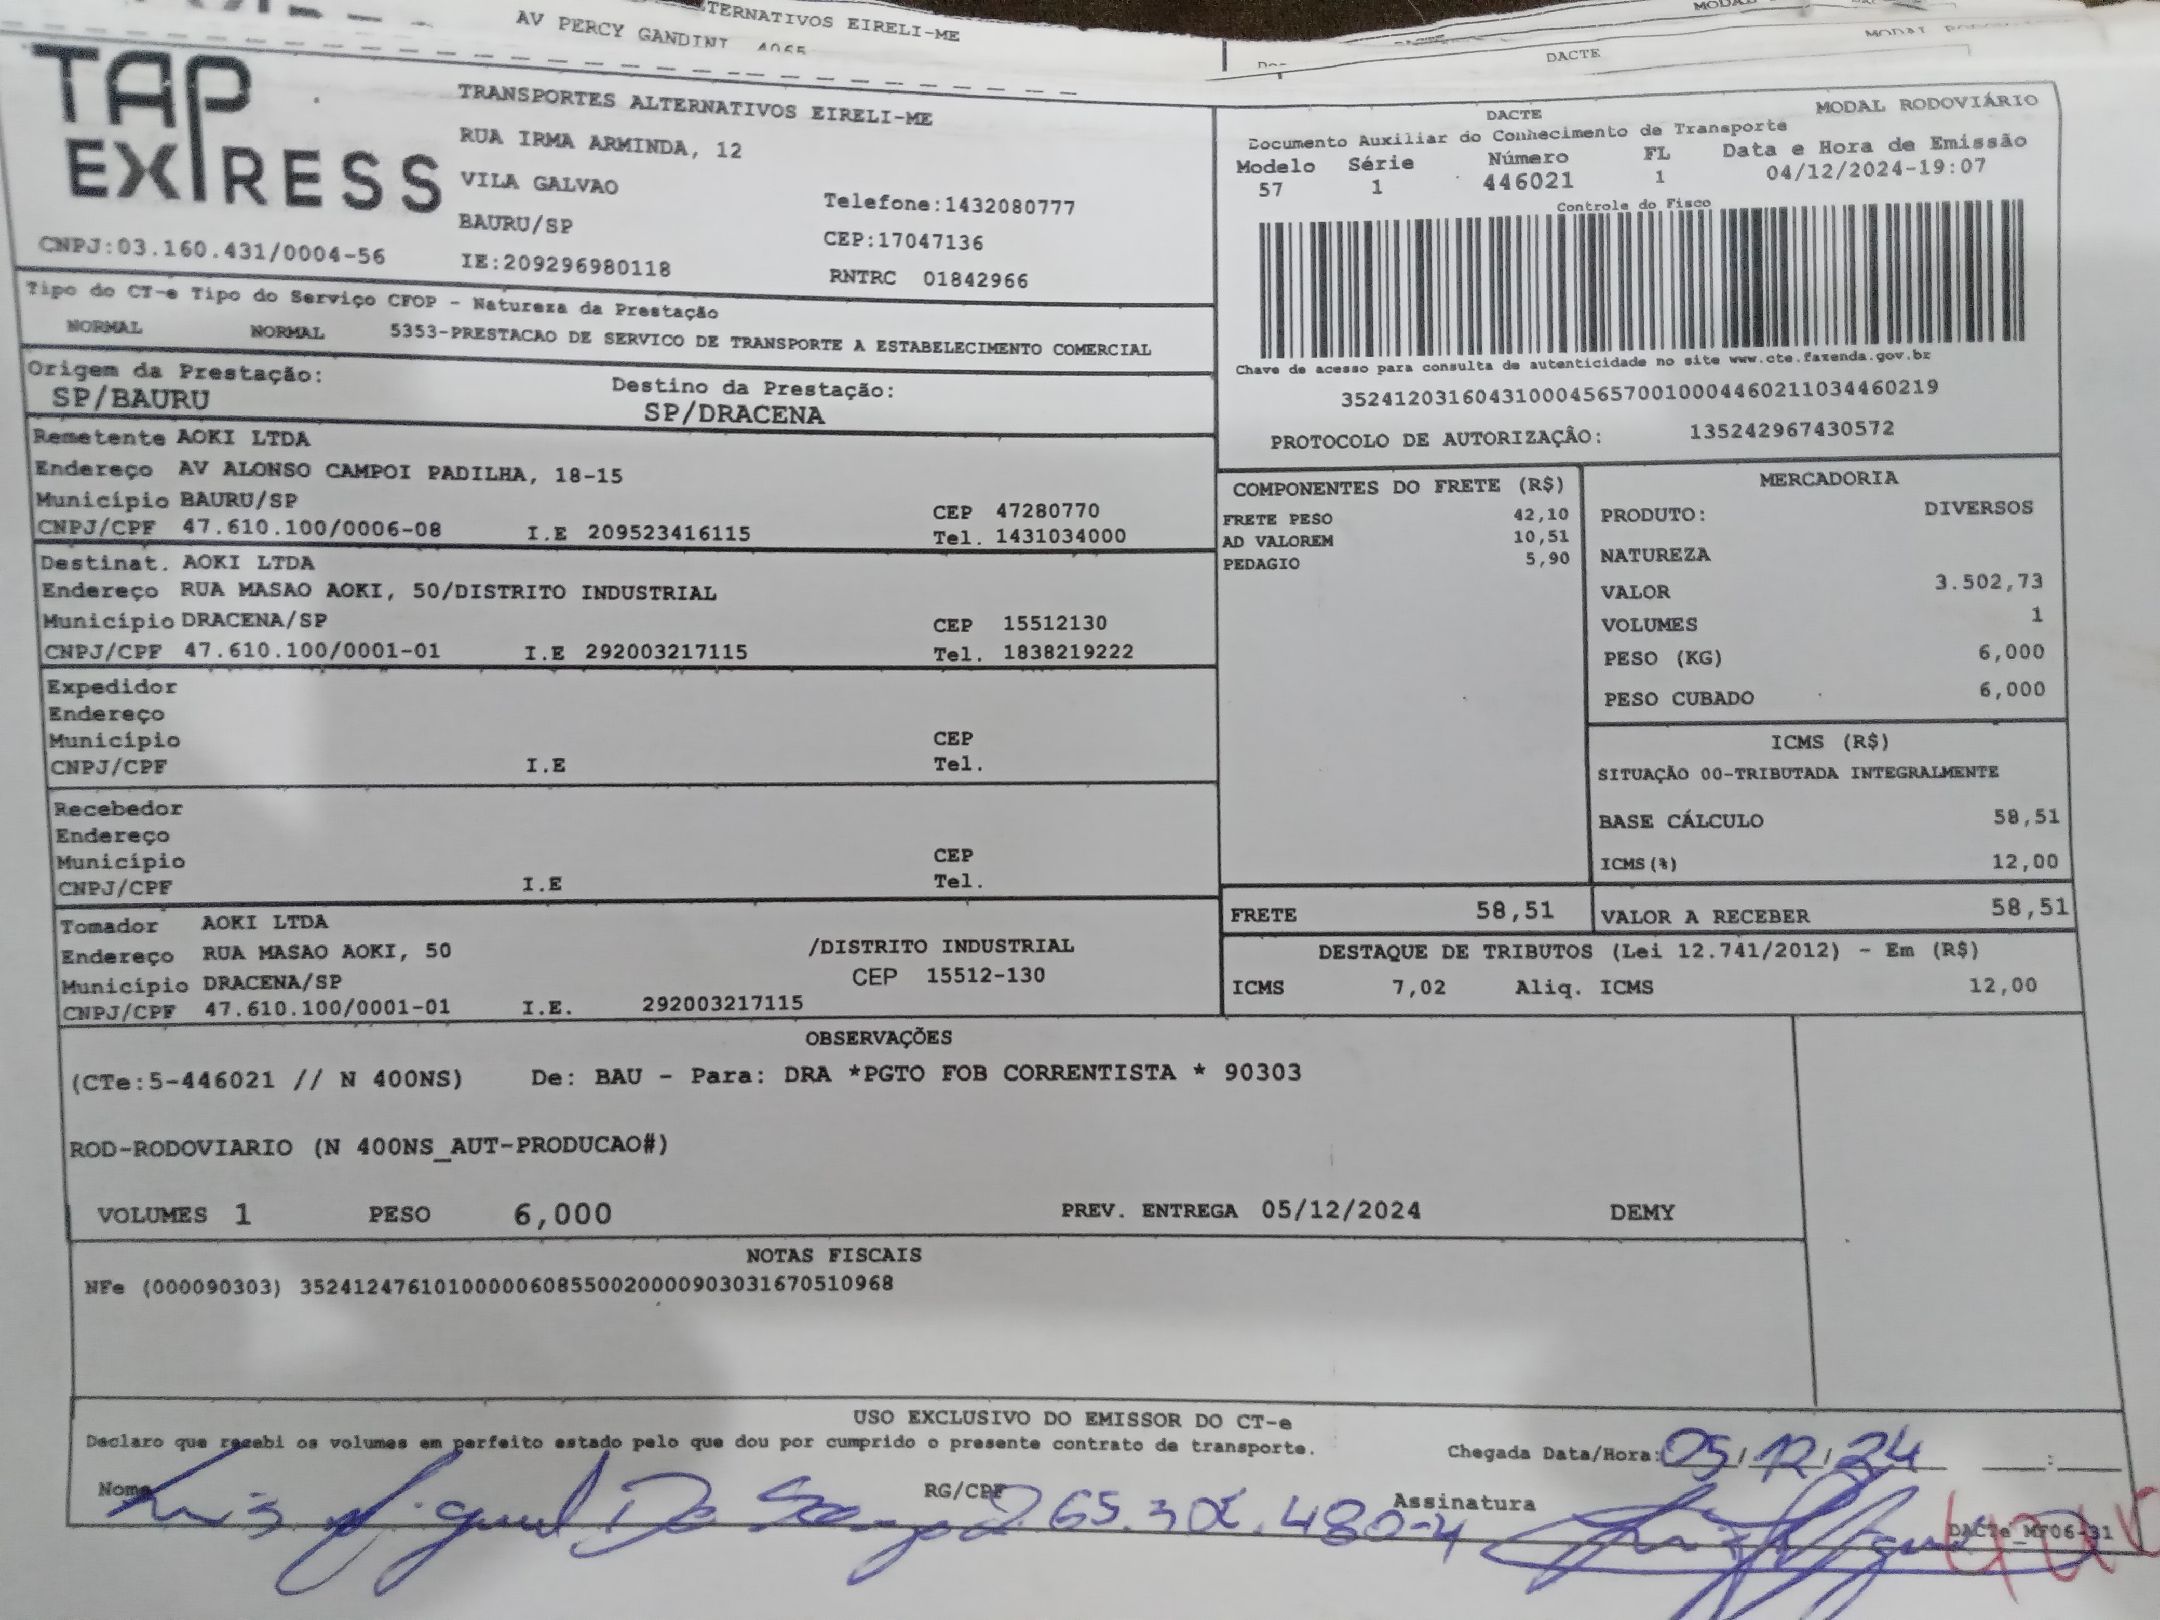 TERNATIVOS EIRELI-ME
AV PERCY GANDINI 4065
DACTE
TAP EXPRESS
CNPJ:03.160.431/0004-56
TRANSPORTES ALTERNATIVOS EIRELI-ME
RUA IRMA ARMINDA, 12
VILA GALVAO
Telefone:1432080777
BAURU/SP
CEP:17047136
IE:209296980118
RNTRC 01842966
DACTE
MODAL RODOVIÁRIO
Documento Auxiliar do Conhecimento de Transporte
Modelo Série Número FL Data e Hora de Emissão
57 1 446021 1 04/12/2024-19:07
Controle do Fisco
Chave de acesso para consulta de autenticidade no site www.cte.fazenda.gov.br
35241203160431000456570010004460211034460219
PROTOCOLO DE AUTORIZAÇÃO: 135242967430572
Tipo do CT-e Tipo do Serviço CFOP - Natureza da Prestação
NORMAL NORMAL 5353-PRESTACAO DE SERVICO DE TRANSPORTE A ESTABELECIMENTO COMERCIAL
Origem da Prestação: Destino da Prestação:
SP/BAURU SP/DRACENA
Remetente AOKI LTDA
Endereço AV ALONSO CAMPOI PADILHA, 18-15
Município BAURU/SP CEP 47280770
CNPJ/CPF 47.610.100/0006-08 I.E 209523416115 Tel. 1431034000
Destinat. AOKI LTDA
Endereço RUA MASAO AOKI, 50/DISTRITO INDUSTRIAL
Município DRACENA/SP CEP 15512130
CNPJ/CPF 47.610.100/0001-01 I.E 292003217115 Tel. 1838219222
Expedidor
Endereço
Município CEP
CNPJ/CPF I.E Tel.
Recebedor
Endereço
Município CEP
CNPJ/CPF I.E Tel.
Tomador AOKI LTDA
Endereço RUA MASAO AOKI, 50 /DISTRITO INDUSTRIAL
Município DRACENA/SP CEP 15512-130
CNPJ/CPF 47.610.100/0001-01 I.E. 292003217115
COMPONENTES DO FRETE (R$)
FRETE PESO 42,10
AD VALOREM 10,51
PEDAGIO 5,90
MERCADORIA
PRODUTO: DIVERSOS
NATUREZA
VALOR 3.502,73
VOLUMES 1
PESO (KG) 6,000
PESO CUBADO 6,000
ICMS (R$)
SITUAÇÃO 00-TRIBUTADA INTEGRALMENTE
BASE CÁLCULO 58,51
ICMS(%) 12,00
FRETE 58,51 VALOR A RECEBER 58,51
DESTAQUE DE TRIBUTOS (Lei 12.741/2012) - Em (R$)
ICMS 7,02 Aliq. ICMS 12,00
OBSERVAÇÕES
(CTe:5-446021 // N 400NS) De: BAU - Para: DRA *PGTO FOB CORRENTISTA * 90303
ROD-RODOVIARIO (N 400NS_AUT-PRODUCAO#)
VOLUMES 1 PESO 6,000 PREV. ENTREGA 05/12/2024 DEMY
NOTAS FISCAIS
NFe (000090303) 35241247610100000608550020000903031670510968
USO EXCLUSIVO DO EMISSOR DO CT-e
Declaro que recebi os volumes em perfeito estado pelo que dou por cumprido o presente contrato de transporte.
Chegada Data/Hora: 05/12/24 __:__
Nome Luis Miguel De RG/CPF Assinatura
DACTe_MF06-31